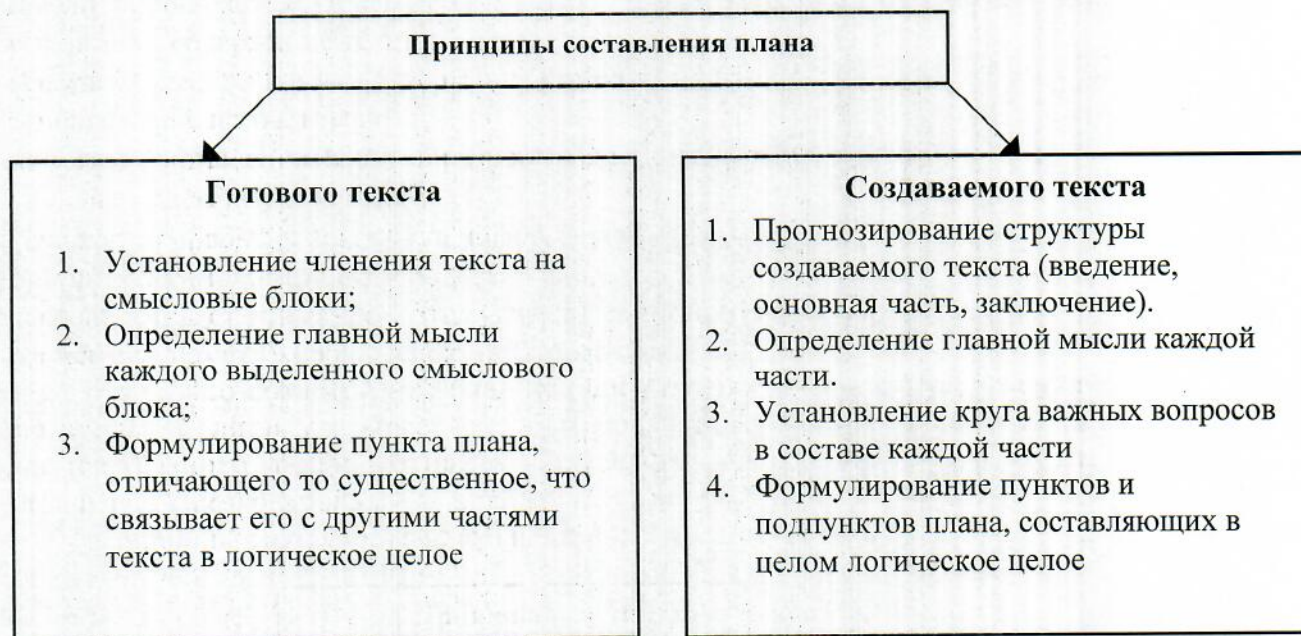 Принципы составления плана
Готового текста
1. Установление членения текста на
смысловые блоки;
2. Определение главной мысли
каждого выделенного смыслового
блока;
3. Формулирование пункта плана,
отличающего то существенное, что
связывает его с другими частями
текста в логическое целое
Создаваемого текста
1. Прогнозирование структуры
создаваемого текста (введение,
основная часть, заключение).
2. Определение главной мысли каждой
части.
3. Установление круга важных вопросов
в составе каждой части
4. Формулирование пунктов и
подпунктов плана, составляющих в
целом логическое целое